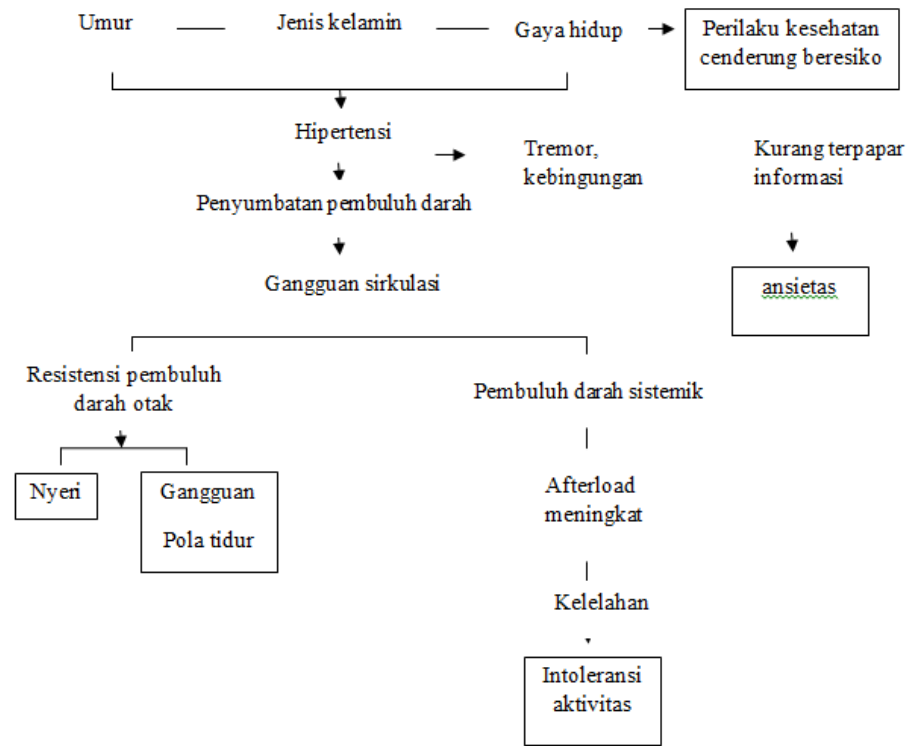 Umur
Jenis kelamin
Gaya hidup
Perilaku kesehatan
cenderung beresiko
Hipertensi
Tremor,
kebingungan
Kurang terpapar
informasi
Penyumbatan pembuluh darah
Gangguan sirkulasi
ansietas
Resistensi pembuluh
darah otak
Pembuluh darah sistemik
Nyeri
Gangguan
Pola tidur
Afterload
meningkat
Kelelahan
Intoleransi
aktivitas